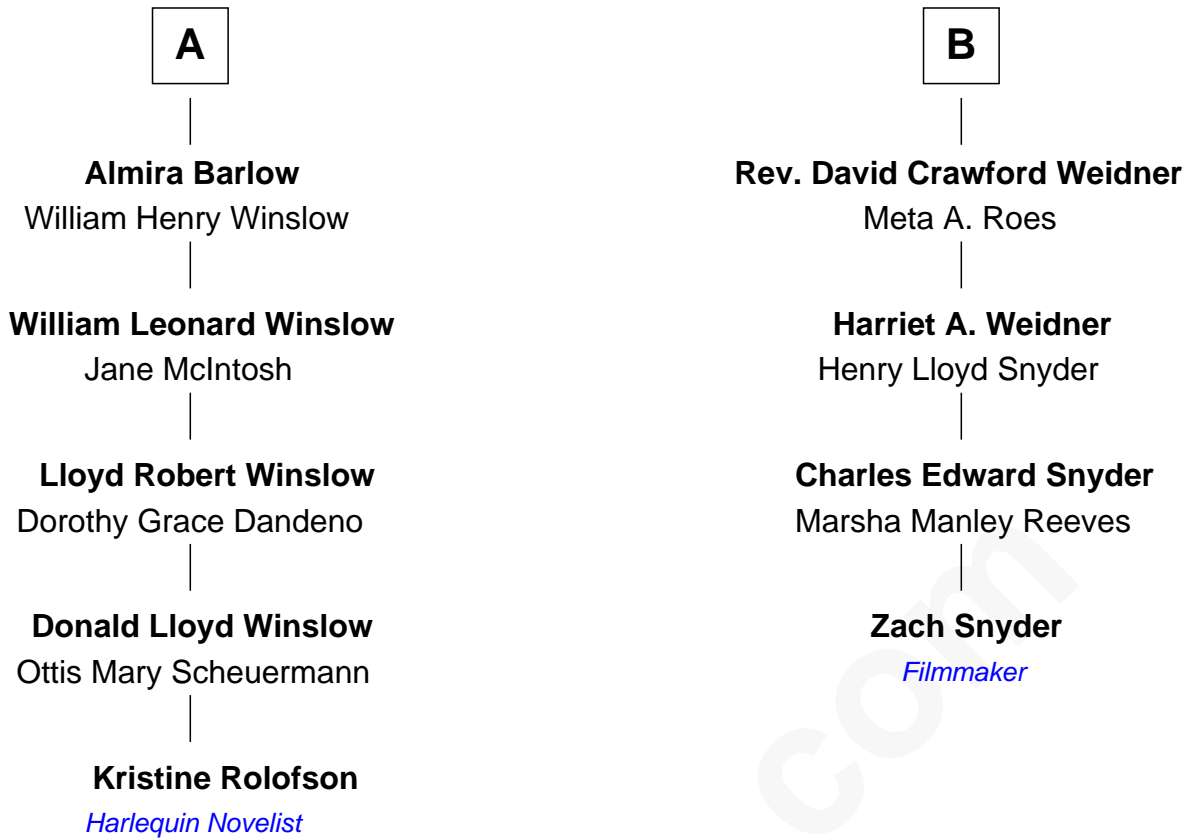 A
Almira Barlow
William Henry Winslow
William Leonard Winslow
Jane McIntosh
Lloyd Robert Winslow
Dorothy Grace Dandeno
Donald Lloyd Winslow
Ottis Mary Scheuermann
Kristine Rolofson
Harlequin Novelist
B
Rev. David Crawford Weidner
Meta A. Roes
Harriet A. Weidner
Henry Lloyd Snyder
Charles Edward Snyder
Marsha Manley Reeves
Zach Snyder
Filmmaker
com